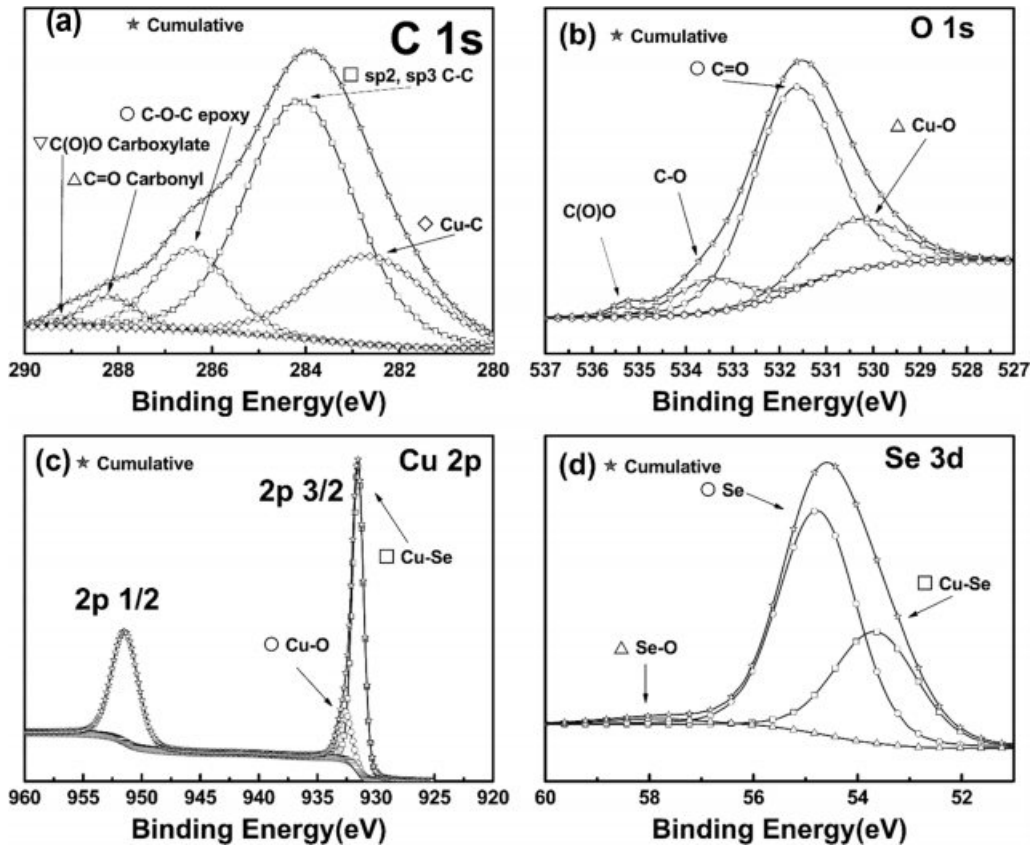 (a)
★ Cumulative
C 1s
□ sp2, sp3 C-C
○ C-O-C epoxy
▽C(O)O Carboxylate
△C=O Carbonyl
◇ Cu-C
290 288 286 284 282 280
Binding Energy(eV)
(b)
★ Cumulative
O 1s
○ C=O
△ Cu-O
C-O
C(O)O
537 536 535 534 533 532 531 530 529 528 527
Binding Energy(eV)
(c)
★ Cumulative
Cu 2p
2p 3/2
□ Cu-Se
2p 1/2
○ Cu-O
960 955 950 945 940 935 930 925 920
Binding Energy(eV)
(d)
★ Cumulative
Se 3d
○ Se
□ Cu-Se
△ Se-O
60 58 56 54 52
Binding Energy(eV)